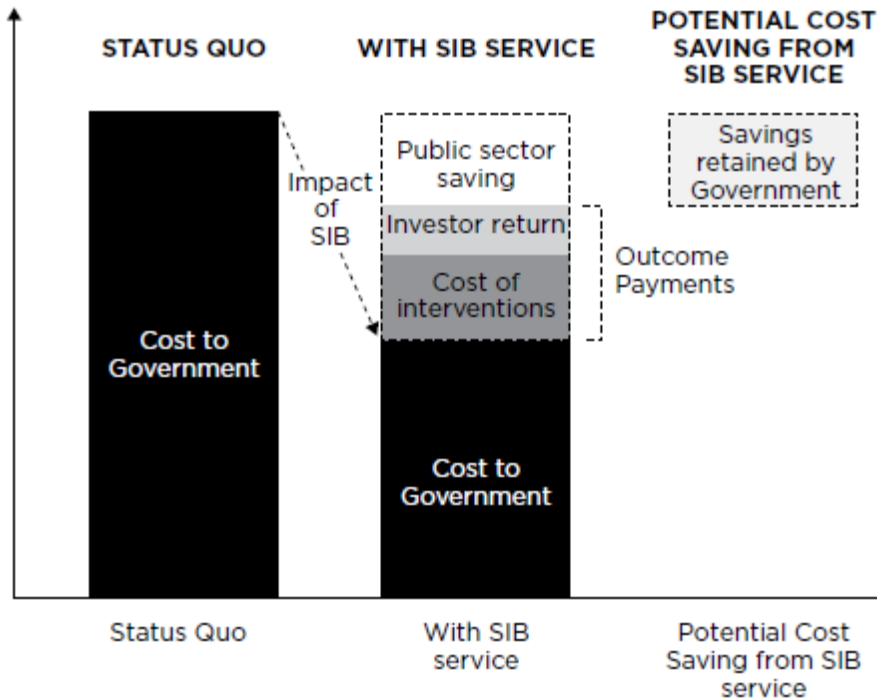 STATUS QUO
WITH SIB SERVICE
POTENTIAL COST
SAVING FROM
SIB SERVICE
Cost to
Government
Impact
of
SIB
Public sector
saving
Investor return
Cost of
interventions
Cost to
Government
Outcome
Payments
Savings
retained by
Government
Status Quo
With SIB
service
Potential Cost
Saving from SIB
service